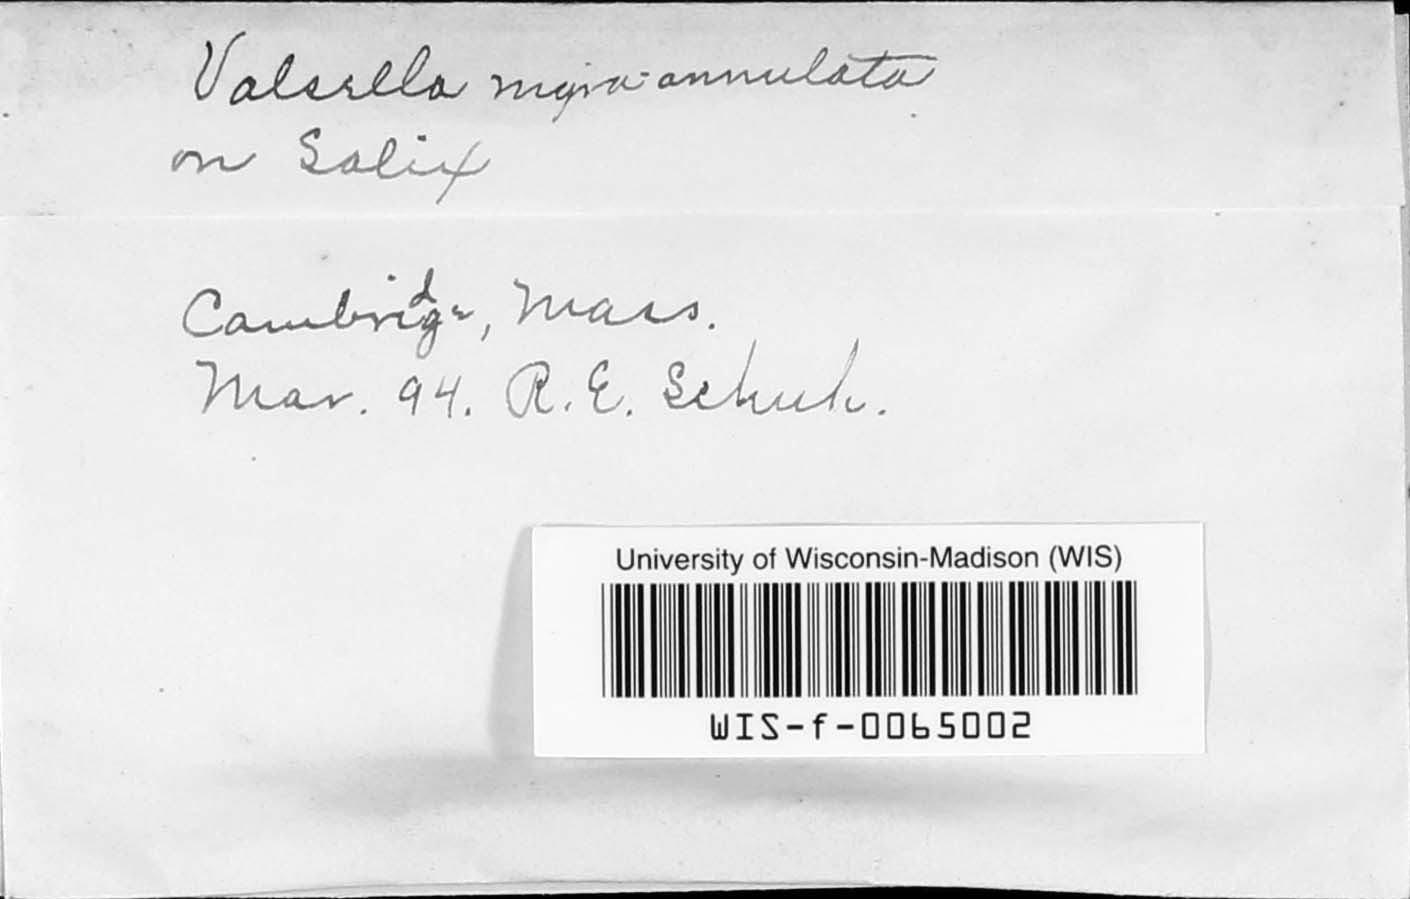 Valsella nigro-annulata
on Salix
Cambridge, Mass.
Mar. 94. R. E. Schuh.
University of Wisconsin-Madison (WIS)
WIS-f-0065002